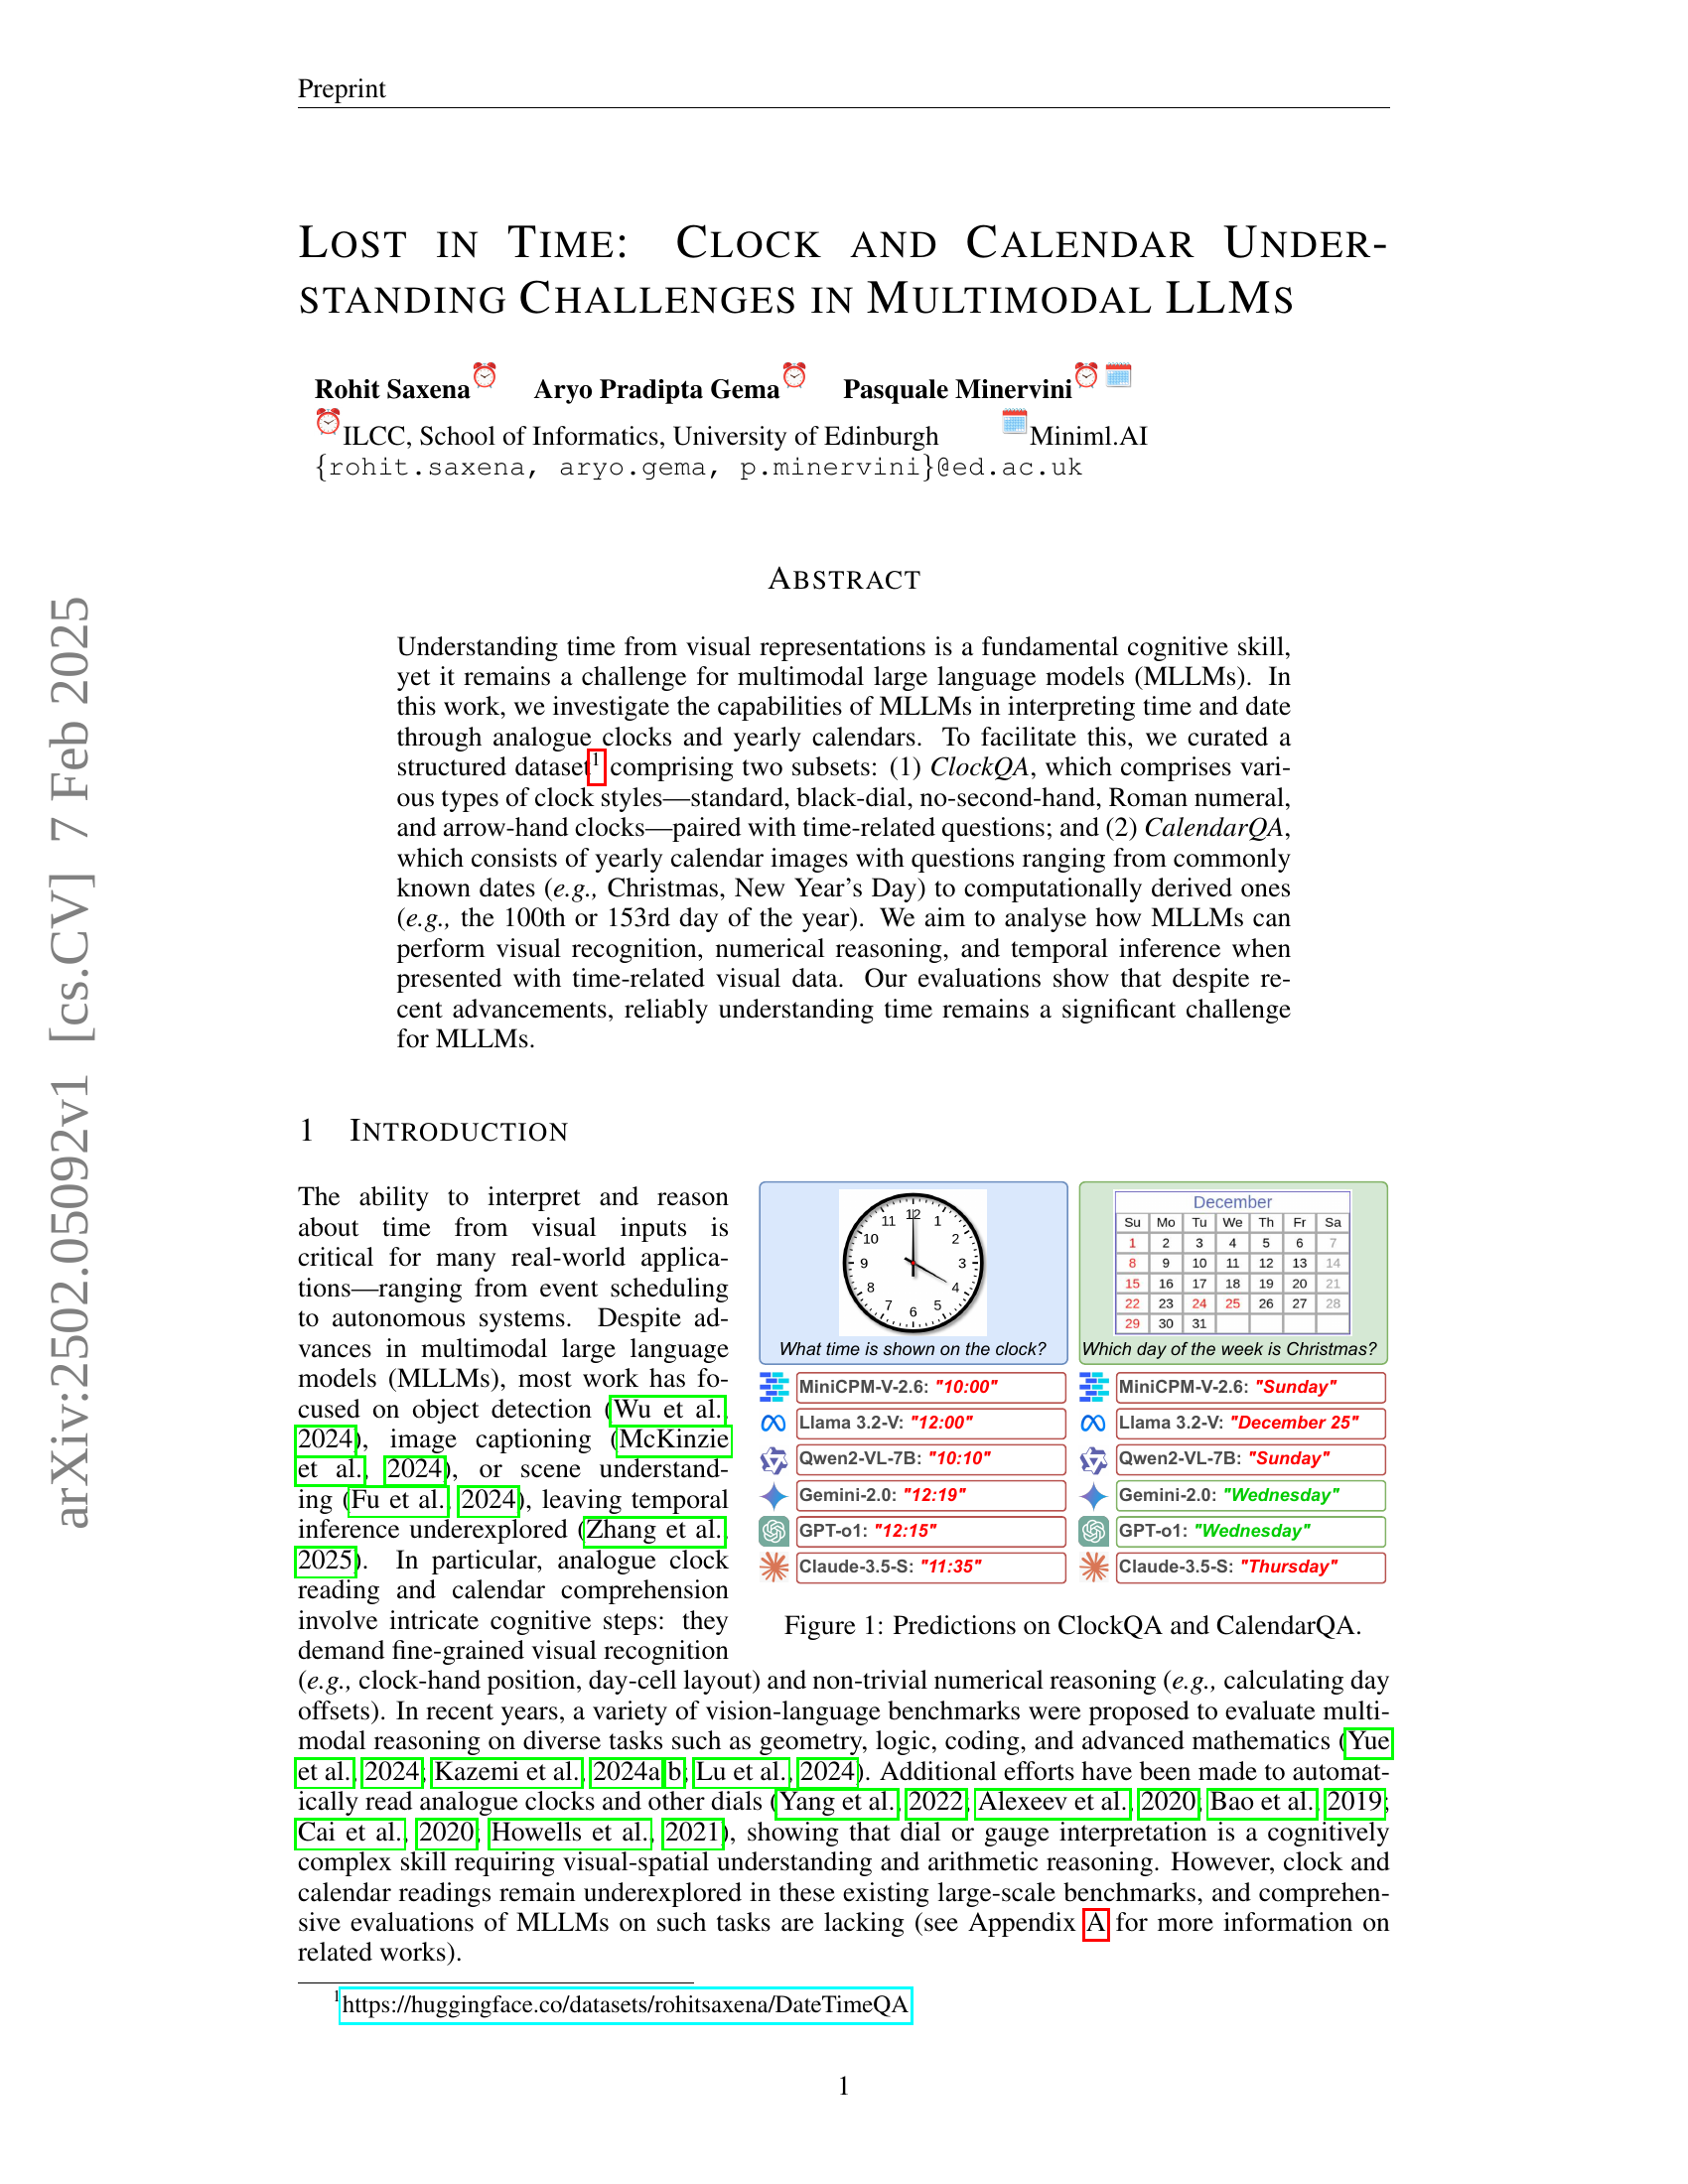 Preprint
LOST IN TIME: CLOCK AND CALENDAR UNDER-
STANDING CHALLENGES IN MULTIMODAL LLMS
Rohit Saxena Aryo Pradipta Gema Pasquale Minervini
ILCC, School of Informatics, University of Edinburgh Miniml.AI
{rohit.saxena, aryo.gema, p.minervini}@ed.ac.uk
arXiv:2502.05092v1 [cs.CV] 7 Feb 2025
ABSTRACT
Understanding time from visual representations is a fundamental cognitive skill,
yet it remains a challenge for multimodal large language models (MLLMs). In
this work, we investigate the capabilities of MLLMs in interpreting time and date
through analogue clocks and yearly calendars. To facilitate this, we curated a
structured dataset1 comprising two subsets: (1) ClockQA, which comprises vari-
ous types of clock styles—standard, black-dial, no-second-hand, Roman numeral,
and arrow-hand clocks—paired with time-related questions; and (2) CalendarQA,
which consists of yearly calendar images with questions ranging from commonly
known dates (e.g., Christmas, New Year's Day) to computationally derived ones
(e.g., the 100th or 153rd day of the year). We aim to analyse how MLLMs can
perform visual recognition, numerical reasoning, and temporal inference when
presented with time-related visual data. Our evaluations show that despite re-
cent advancements, reliably understanding time remains a significant challenge
for MLLMs.
1 INTRODUCTION
The ability to interpret and reason
about time from visual inputs is
critical for many real-world applica-
tions—ranging from event scheduling
to autonomous systems. Despite ad-
vances in multimodal large language
models (MLLMs), most work has fo-
cused on object detection (Wu et al.,
2024), image captioning (McKinzie
et al., 2024), or scene understand-
ing (Fu et al., 2024), leaving temporal
inference underexplored (Zhang et al.,
2025). In particular, analogue clock
reading and calendar comprehension
involve intricate cognitive steps: they
demand fine-grained visual recognition
12
11 1
10 2
9 3
8 4
7 5
6
What time is shown on the clock?
MiniCPM-V-2.6: "10:00"
Llama 3.2-V: "12:00"
Qwen2-VL-7B: "10:10"
Gemini-2.0: "12:19"
GPT-o1: "12:15"
Claude-3.5-S: "11:35"
December
Su Mo Tu We Th Fr Sa
1 2 3 4 5 6 7
8 9 10 11 12 13 14
15 16 17 18 19 20 21
22 23 24 25 26 27 28
29 30 31
Which day of the week is Christmas?
MiniCPM-V-2.6: "Sunday"
Llama 3.2-V: "December 25"
Qwen2-VL-7B: "Sunday"
Gemini-2.0: "Wednesday"
GPT-o1: "Wednesday"
Claude-3.5-S: "Thursday"
Figure 1: Predictions on ClockQA and CalendarQA.
(e.g., clock-hand position, day-cell layout) and non-trivial numerical reasoning (e.g., calculating day
offsets). In recent years, a variety of vision-language benchmarks were proposed to evaluate multi-
modal reasoning on diverse tasks such as geometry, logic, coding, and advanced mathematics (Yue
et al., 2024; Kazemi et al., 2024a;b; Lu et al., 2024). Additional efforts have been made to automat-
ically read analogue clocks and other dials (Yang et al., 2022; Alexeev et al., 2020; Bao et al., 2019;
Cai et al., 2020; Howells et al., 2021), showing that dial or gauge interpretation is a cognitively
complex skill requiring visual-spatial understanding and arithmetic reasoning. However, clock and
calendar readings remain underexplored in these existing large-scale benchmarks, and comprehen-
sive evaluations of MLLMs on such tasks are lacking (see Appendix A for more information on
related works).
1https://huggingface.co/datasets/rohitsaxena/DateTimeQA
1